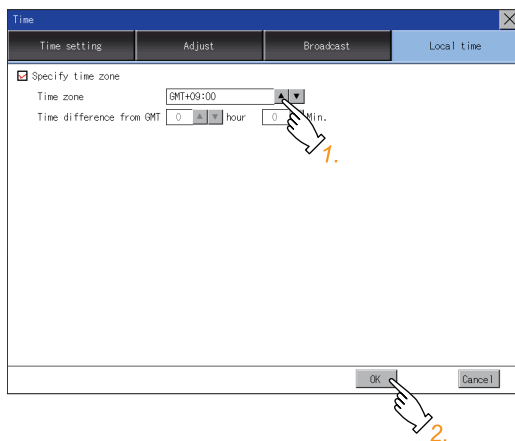 Time
Time setting Adjust Broadcast Local time
Specify time zone
Time zone GMT+09:00
Time difference from GMT 0 hour 0 Min.
1.
OK Cancel
2.